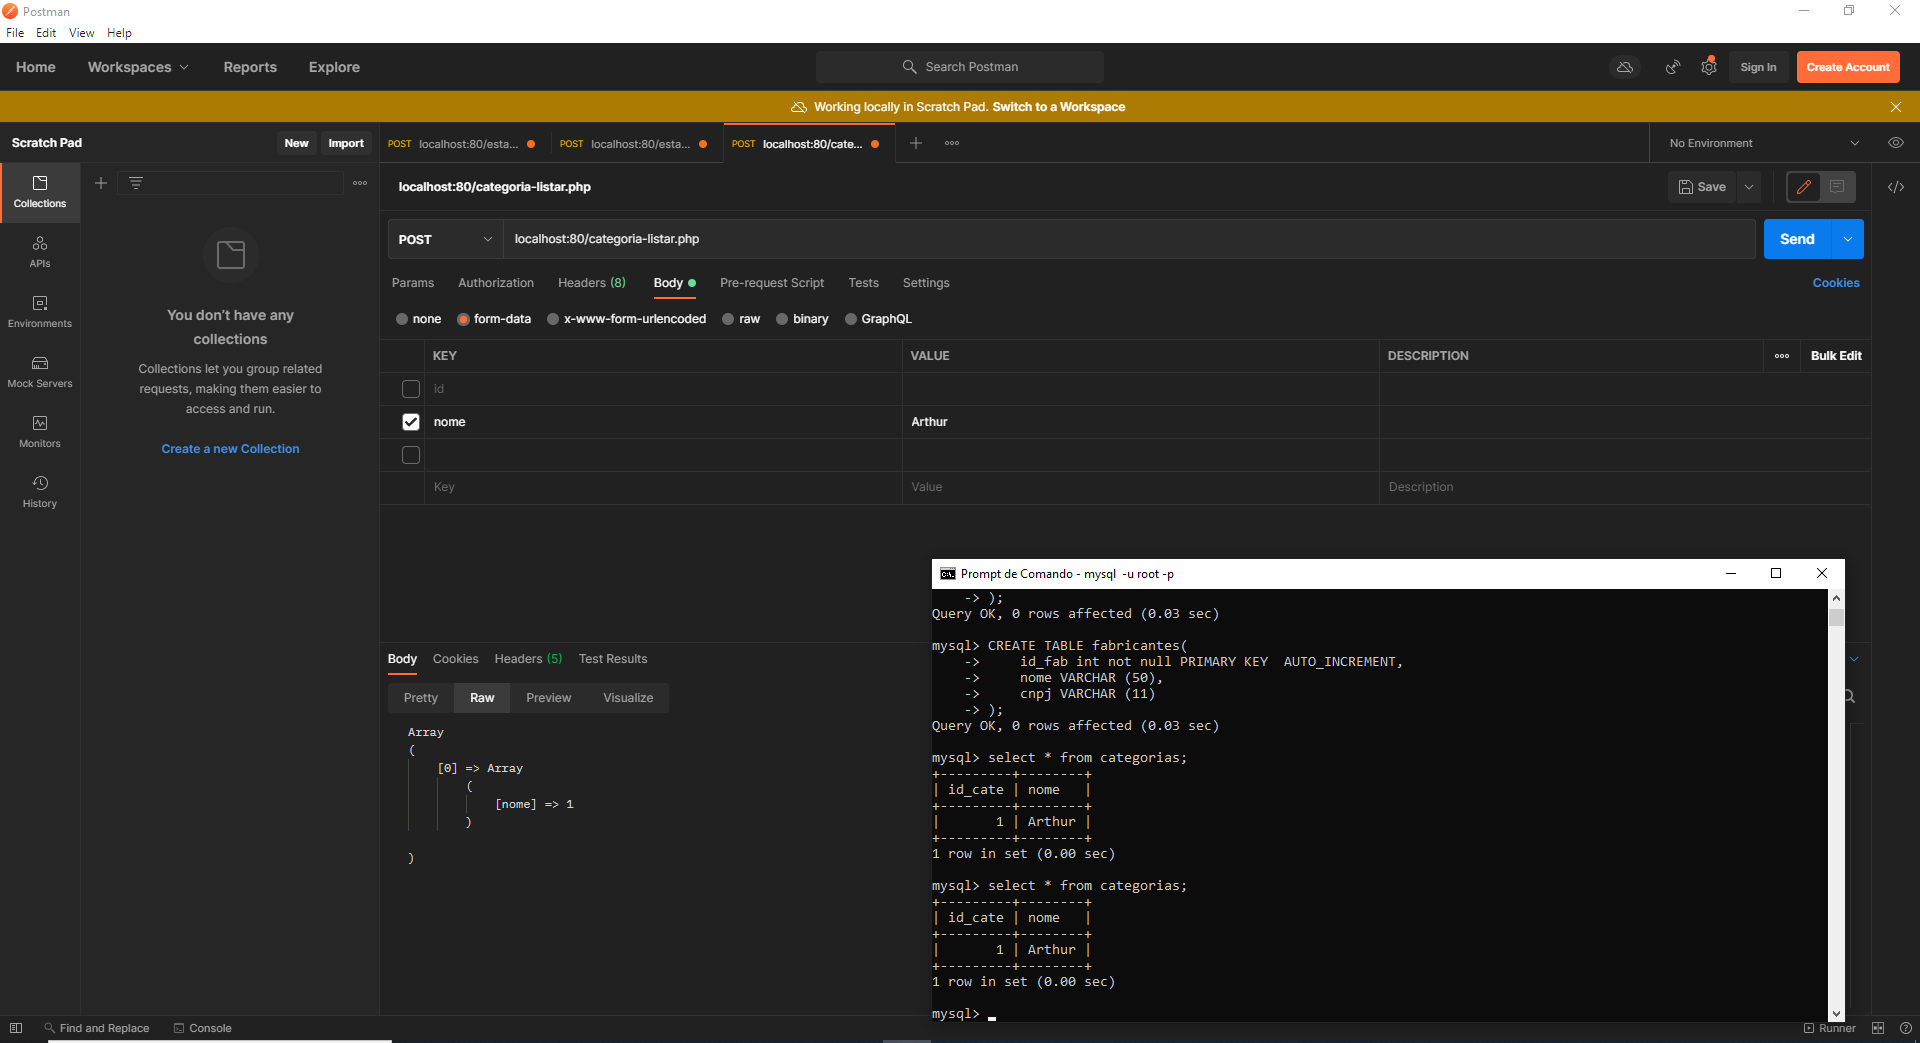 Postman
File Edit View Help
Home Workspaces Reports Explore Search Postman Sign In Create Account
Working locally in Scratch Pad. Switch to a Workspace
Scratch Pad New Import POST localhost:80/esta... POST localhost:80/esta... POST localhost:80/cate... No Environment
localhost:80/categoria-listar.php Save
Collections
APIs
Environments
Mock Servers
Monitors
History
You don't have any
collections
Collections let you group related
requests, making them easier to
access and run.
Create a new Collection
POST localhost:80/categoria-listar.php Send
Params Authorization Headers (8) Body Pre-request Script Tests Settings Cookies
none form-data x-www-form-urlencoded raw binary GraphQL
KEY VALUE DESCRIPTION Bulk Edit
id
nome Arthur
Key Value Description
Body Cookies Headers (5) Test Results
Pretty Raw Preview Visualize
Array
(
[0] => Array
(
[nome] => 1
)
)
Prompt de Comando - mysql -u root -p
-> );
Query OK, 0 rows affected (0.03 sec)
mysql> CREATE TABLE fabricantes(
-> id_fab int not null PRIMARY KEY AUTO_INCREMENT,
-> nome VARCHAR (50),
-> cnpj VARCHAR (11)
-> );
Query OK, 0 rows affected (0.03 sec)
mysql> select * from categorias;
+---------+--------+
| id_cate | nome   |
+---------+--------+
|       1 | Arthur |
+---------+--------+
1 row in set (0.00 sec)
mysql> select * from categorias;
+---------+--------+
| id_cate | nome   |
+---------+--------+
|       1 | Arthur |
+---------+--------+
1 row in set (0.00 sec)
mysql>
Find and Replace Console Runner